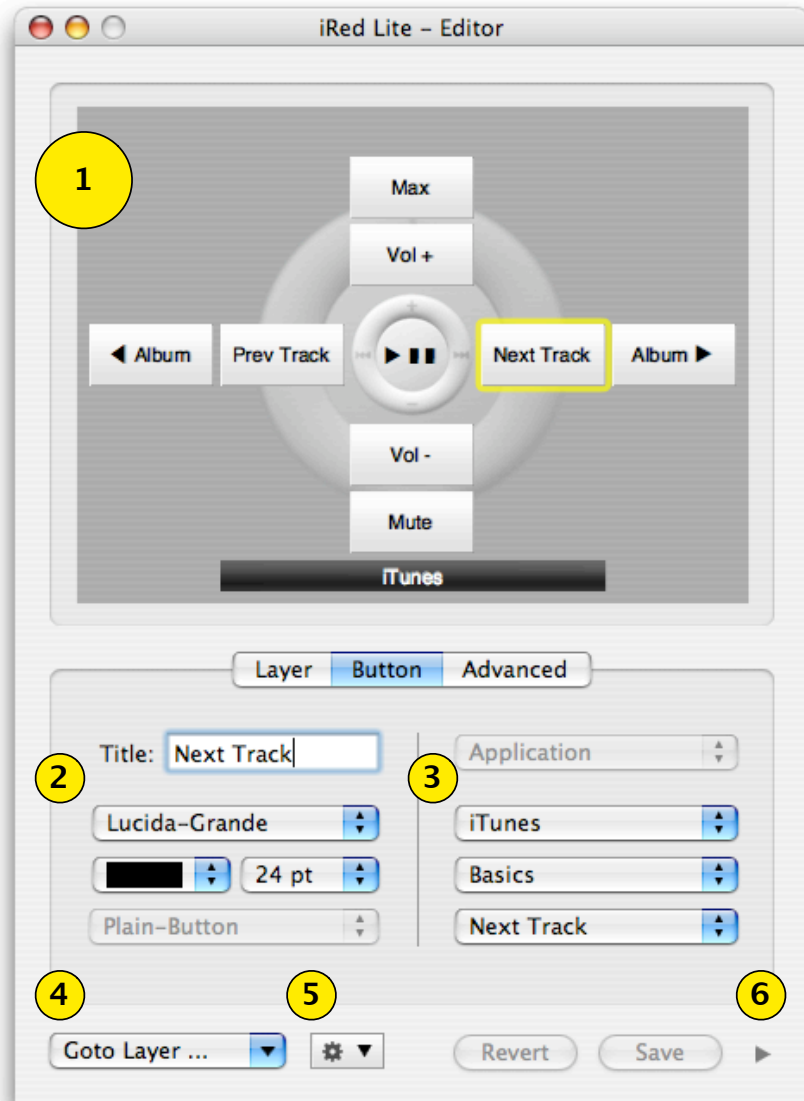 iRed Lite – Editor
1
Max
Vol +
◀ Album
Prev Track
▶ ▮▮
Next Track
Album ▶
Vol -
Mute
iTunes
Layer
Button
Advanced
Title:
Next Track
2
3
Application
Lucida-Grande
iTunes
24 pt
Basics
Plain-Button
Next Track
4
5
6
Goto Layer ...
Revert
Save